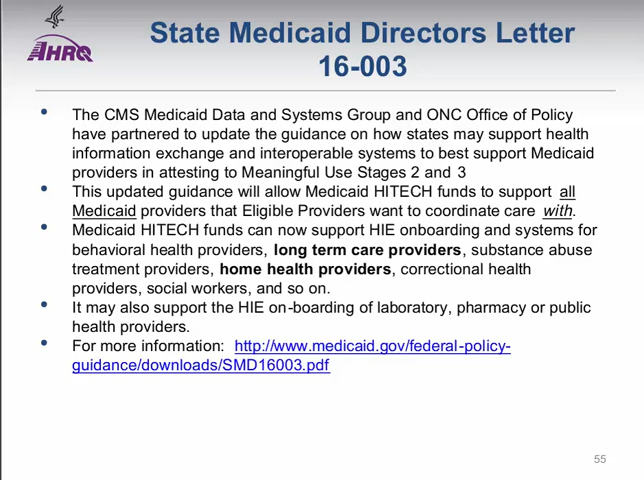 AHRQ
State Medicaid Directors Letter
16-003
• The CMS Medicaid Data and Systems Group and ONC Office of Policy
have partnered to update the guidance on how states may support health
information exchange and interoperable systems to best support Medicaid
providers in attesting to Meaningful Use Stages 2 and 3
• This updated guidance will allow Medicaid HITECH funds to support all
Medicaid providers that Eligible Providers want to coordinate care with.
• Medicaid HITECH funds can now support HIE onboarding and systems for
behavioral health providers, long term care providers, substance abuse
treatment providers, home health providers, correctional health
providers, social workers, and so on.
• It may also support the HIE on-boarding of laboratory, pharmacy or public
health providers.
• For more information: http://www.medicaid.gov/federal-policy-
guidance/downloads/SMD16003.pdf
55